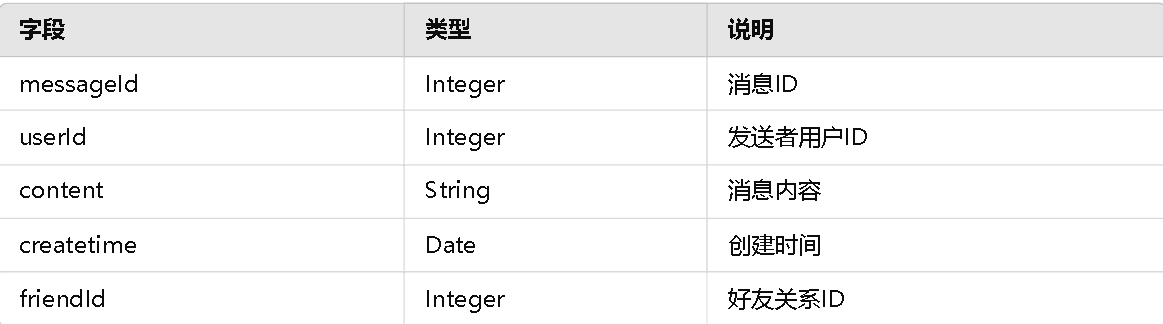 字段 类型 说明
messageId Integer 消息ID
userId Integer 发送者用户ID
content String 消息内容
createtime Date 创建时间
friendId Integer 好友关系ID